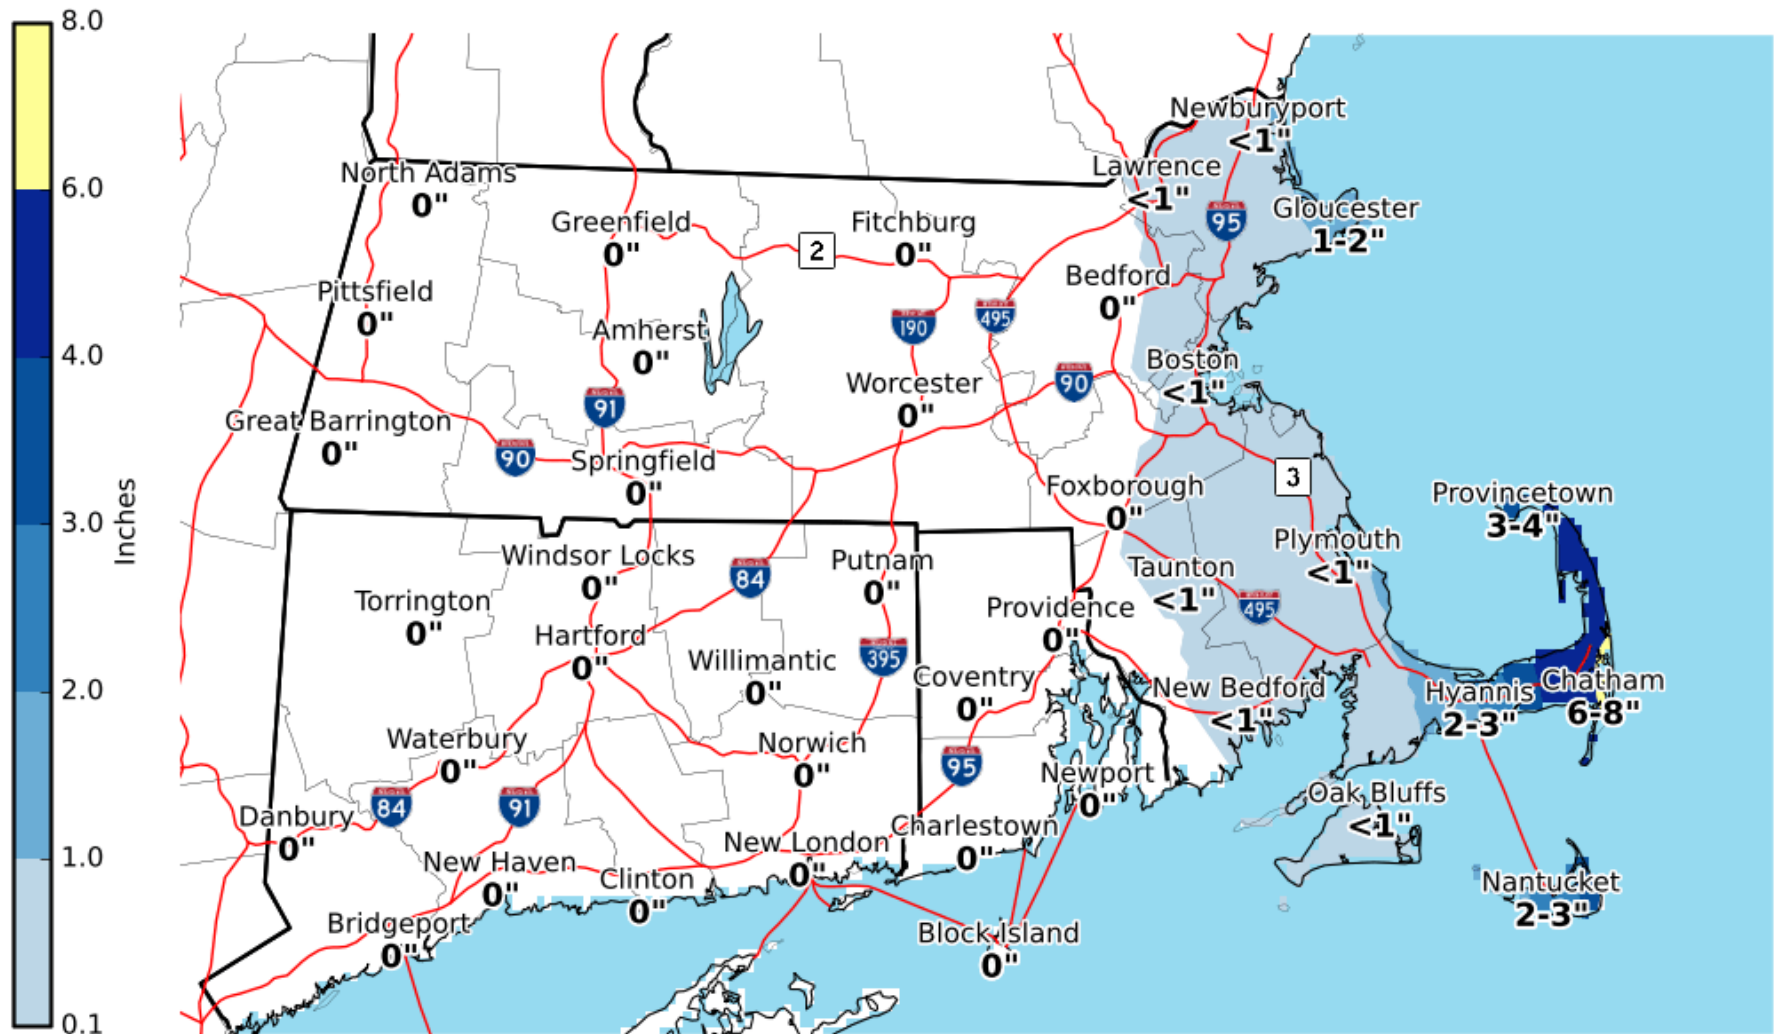 8.0
6.0
4.0
3.0
2.0
1.0
0.1
Inches
Newburyport
<1"
Lawrence
<1"
North Adams
0"
95
Gloucester
1-2"
Greenfield
0"
2
Fitchburg
0"
Bedford
0"
Pittsfield
0"
190
495
Amherst
0"
Boston
<1"
Worcester
0"
90
91
Great Barrington
0"
90
Springfield
0"
3
Foxborough
0"
Provincetown
3-4"
Plymouth
<1"
Windsor Locks
0"
84
Putnam
0"
Taunton
<1"
495
Torrington
0"
Providence
0"
Hartford
0"
395
Willimantic
0"
Coventry
0"
New Bedford
<1"
Hyannis
2-3"
Chatham
6-8"
Waterbury
0"
Norwich
0"
95
Newport
0"
84
91
Oak Bluffs
<1"
Danbury
0"
Charlestown
0"
New London
0"
New Haven
0"
Clinton
0"
Nantucket
2-3"
Bridgeport
0"
Block Island
0"